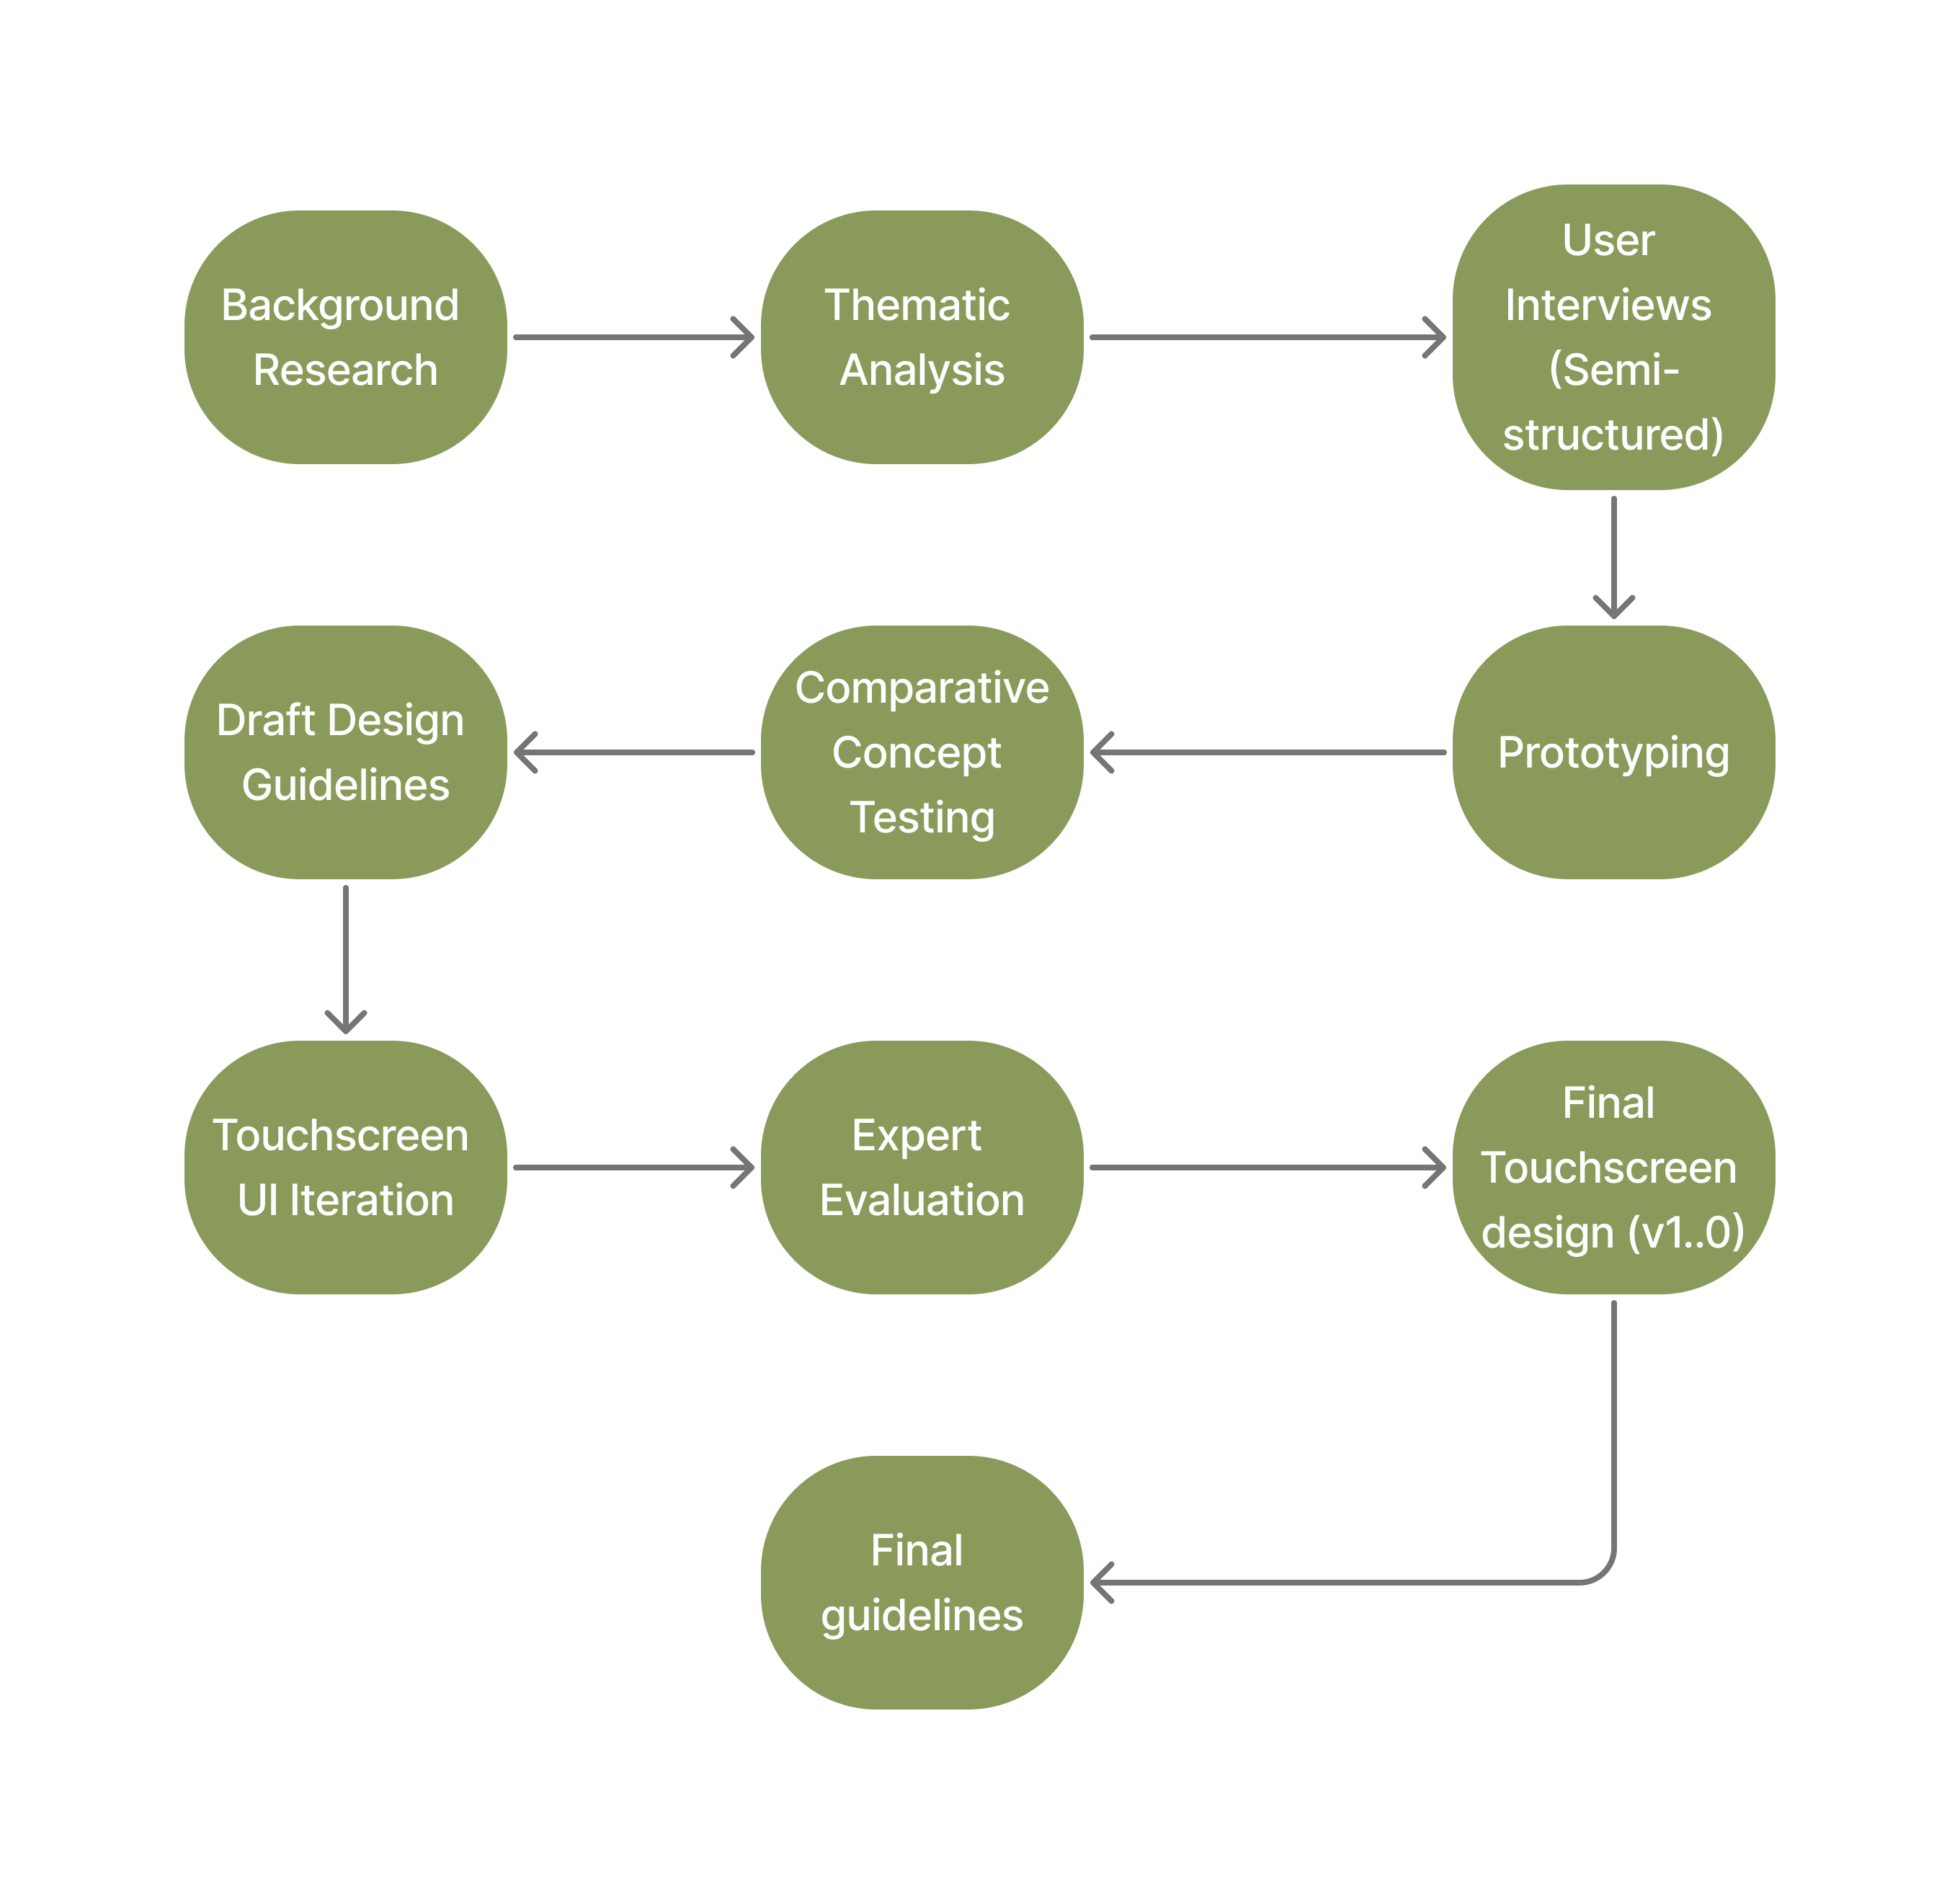 Background
Research
Thematic
Analysis
User
Interviews
(Semi-
structured)
Prototyping
Comparative
Concept
Testing
Draft Design
Guidelines
Touchscreen
UI Iteration
Expert
Evaluation
Final
Touchscreen
design (v1..0)
Final
guidelines